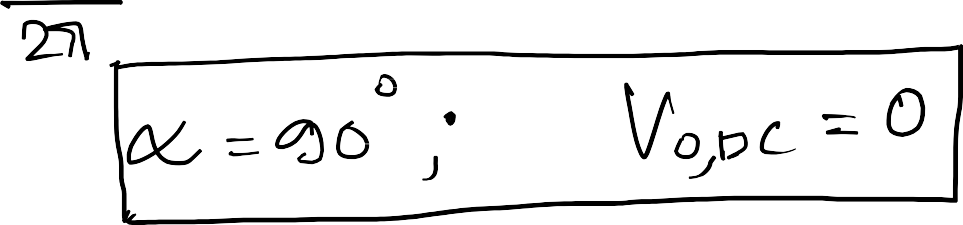 2π
α = 90°; V₀,DC = 0